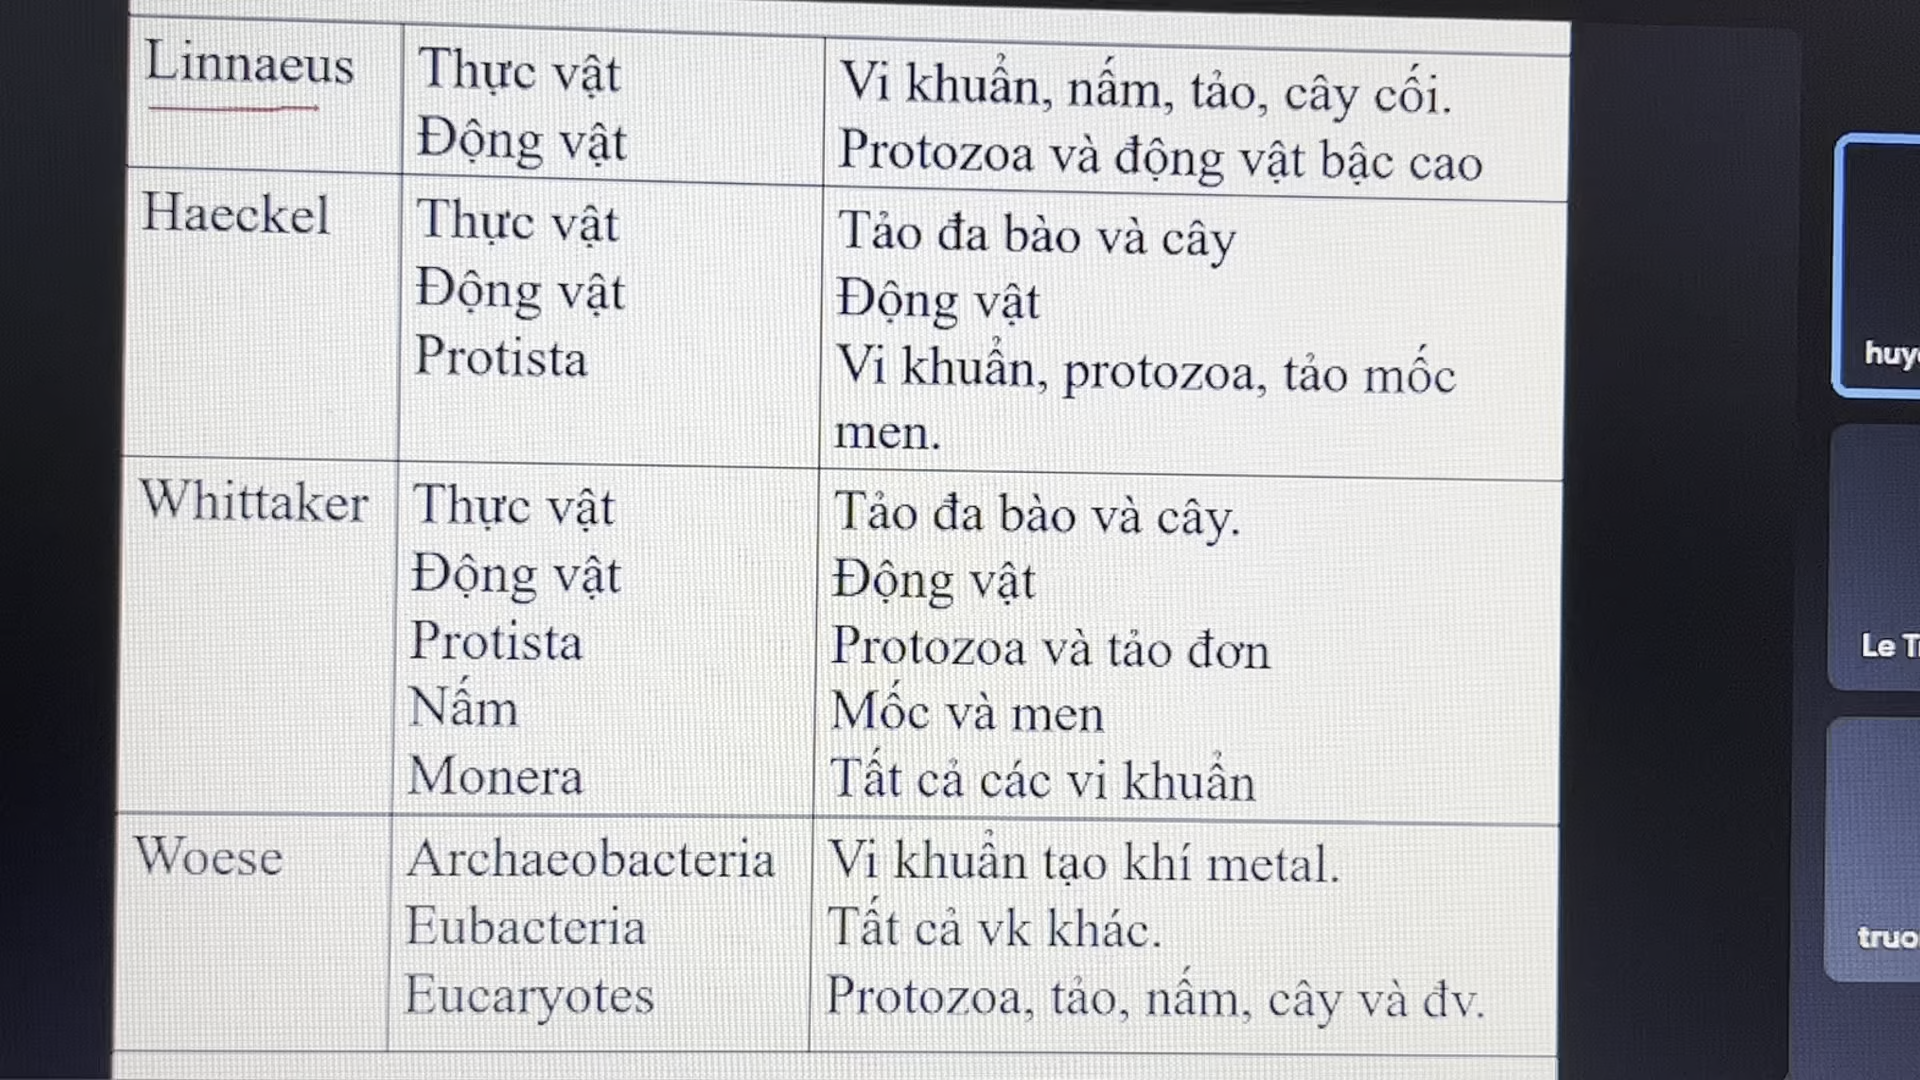 Linnaeus
Thực vật
Vi khuẩn, nấm, tảo, cây cối.
Động vật
Protozoa và động vật bậc cao
Haeckel
Thực vật
Tảo đa bào và cây
Động vật
Động vật
Protista
Vi khuẩn, protozoa, tảo mốc
men.
Whittaker
Thực vật
Tảo đa bào và cây.
Động vật
Động vật
Protista
Protozoa và tảo đơn
Nấm
Mốc và men
Monera
Tất cả các vi khuẩn
Woese
Archaeobacteria
Vi khuẩn tạo khí metal.
Eubacteria
Tất cả vk khác.
Eucaryotes
Protozoa, tảo, nấm, cây và đv.
Le